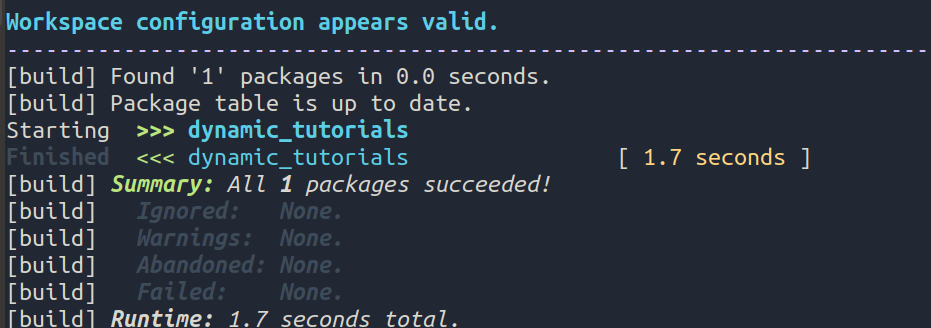 Workspace configuration appears valid.
-----------------------------------------------------------------------
[build] Found '1' packages in 0.0 seconds.
[build] Package table is up to date.
Starting >>> dynamic_tutorials
Finished <<< dynamic_tutorials [ 1.7 seconds ]
[build] Summary: All 1 packages succeeded!
[build] Ignored: None.
[build] Warnings: None.
[build] Abandoned: None.
[build] Failed: None.
[build] Runtime: 1.7 seconds total.